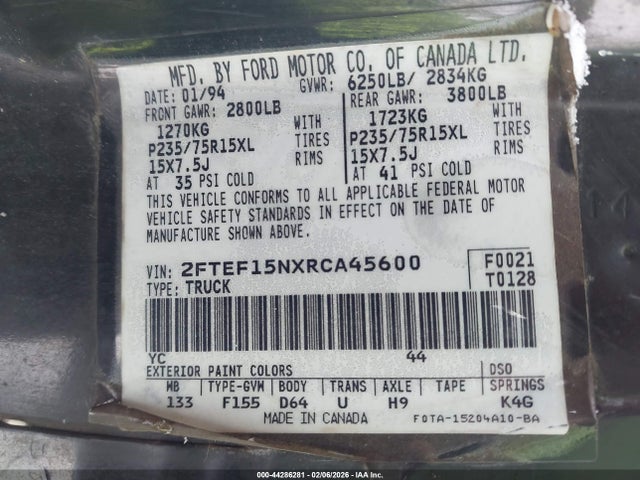 MFD. BY FORD MOTOR CO. OF CANADA LTD.
DATE: 01/94 GVWR: 6250LB/ 2834KG
FRONT GAWR: 2800LB REAR GAWR: 3800LB
1270KG WITH 1723KG WITH
P235/75R15XL TIRES P235/75R15XL TIRES
15X7.5J RIMS 15X7.5J RIMS
AT 35 PSI COLD AT 41 PSI COLD
THIS VEHICLE CONFORMS TO ALL APPLICABLE FEDERAL MOTOR
VEHICLE SAFETY STANDARDS IN EFFECT ON THE DATE OF
MANUFACTURE SHOWN ABOVE.
VIN: 2FTEF15NXRCA45600 F0021
TYPE: TRUCK T0128
YC 44
EXTERIOR PAINT COLORS DSO
WB TYPE-GVM BODY TRANS AXLE TAPE SPRINGS
133 F155 D64 U H9 K4G
MADE IN CANADA F0TA-15204A10-BA
000-44286281 - 02/06/2026 - IAAI.COM